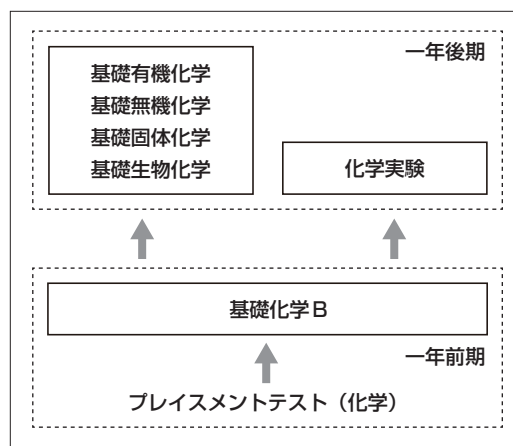 一年後期
基礎有機化学
基礎無機化学
基礎固体化学
基礎生物化学
化学実験
基礎化学B
一年前期
プレイスメントテスト（化学）